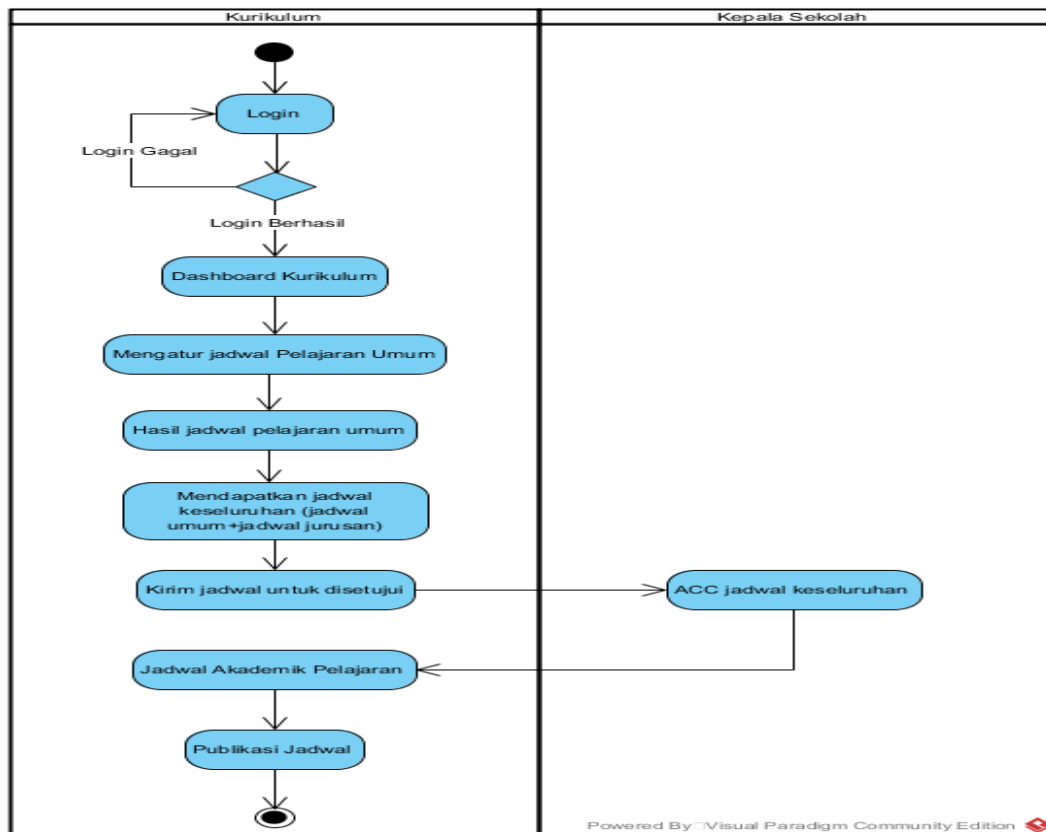 Kurikulum
Kepala Sekolah
Login
Login Gagal
Login Berhasil
Dashboard Kurikulum
Mengatur jadwal Pelajaran Umum
Hasil jadwal pelajaran umum
Mendapatkan jadwal
keseluruhan (jadwal
umum+jadwal jurusan)
Kirim jadwal untuk disetujui
ACC jadwal keseluruhan
Jadwal Akademik Pelajaran
Publikasi Jadwal
Powered By Visual Paradigm Community Edition